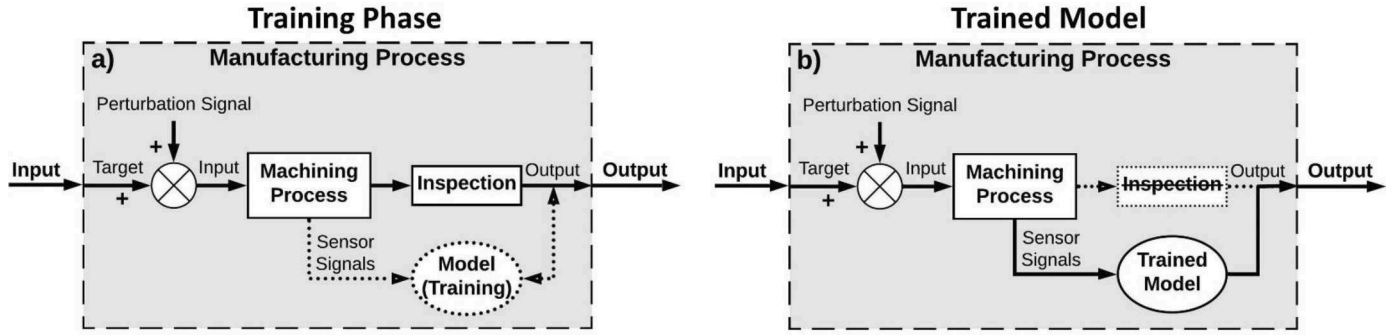 Training Phase
a)
Manufacturing Process
Perturbation Signal
+
Input
Target
+
Input
Machining
Process
Inspection
Output
Output
Sensor
Signals
Model
(Training)
Trained Model
b)
Manufacturing Process
Perturbation Signal
+
Input
Target
+
Input
Machining
Process
Inspection
Output
Output
Sensor
Signals
Trained
Model